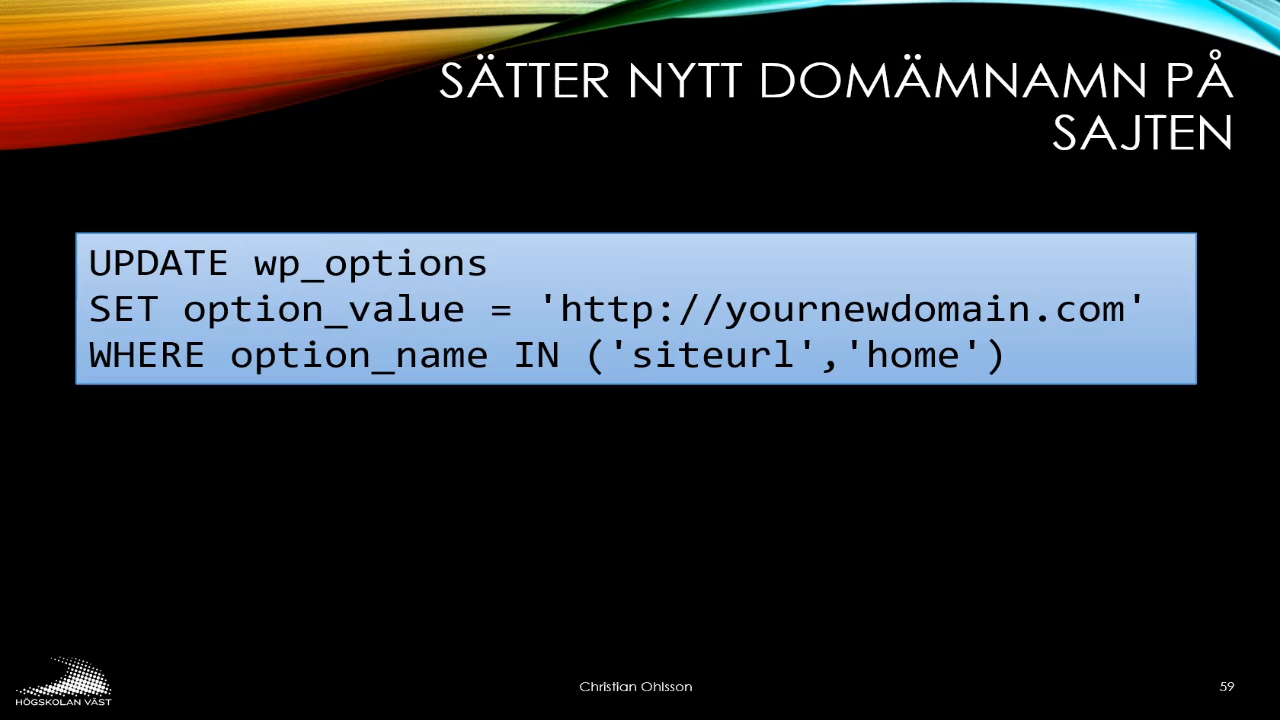 SÄTTER NYTT DOMÄMNAMN PÅ
SAJTEN
UPDATE wp_options
SET option_value = 'http://yournewdomain.com'
WHERE option_name IN ('siteurl','home')
HÖGSKOLAN VÄST
Christian Ohlsson
59